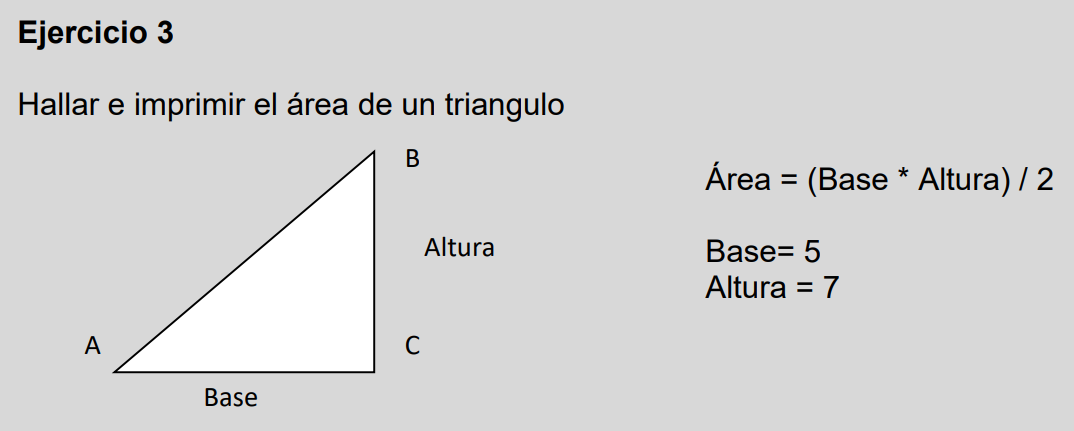 Ejercicio 3
Hallar e imprimir el área de un triangulo
B
Altura
A
C
Base
Área = (Base * Altura) / 2
Base= 5
Altura = 7